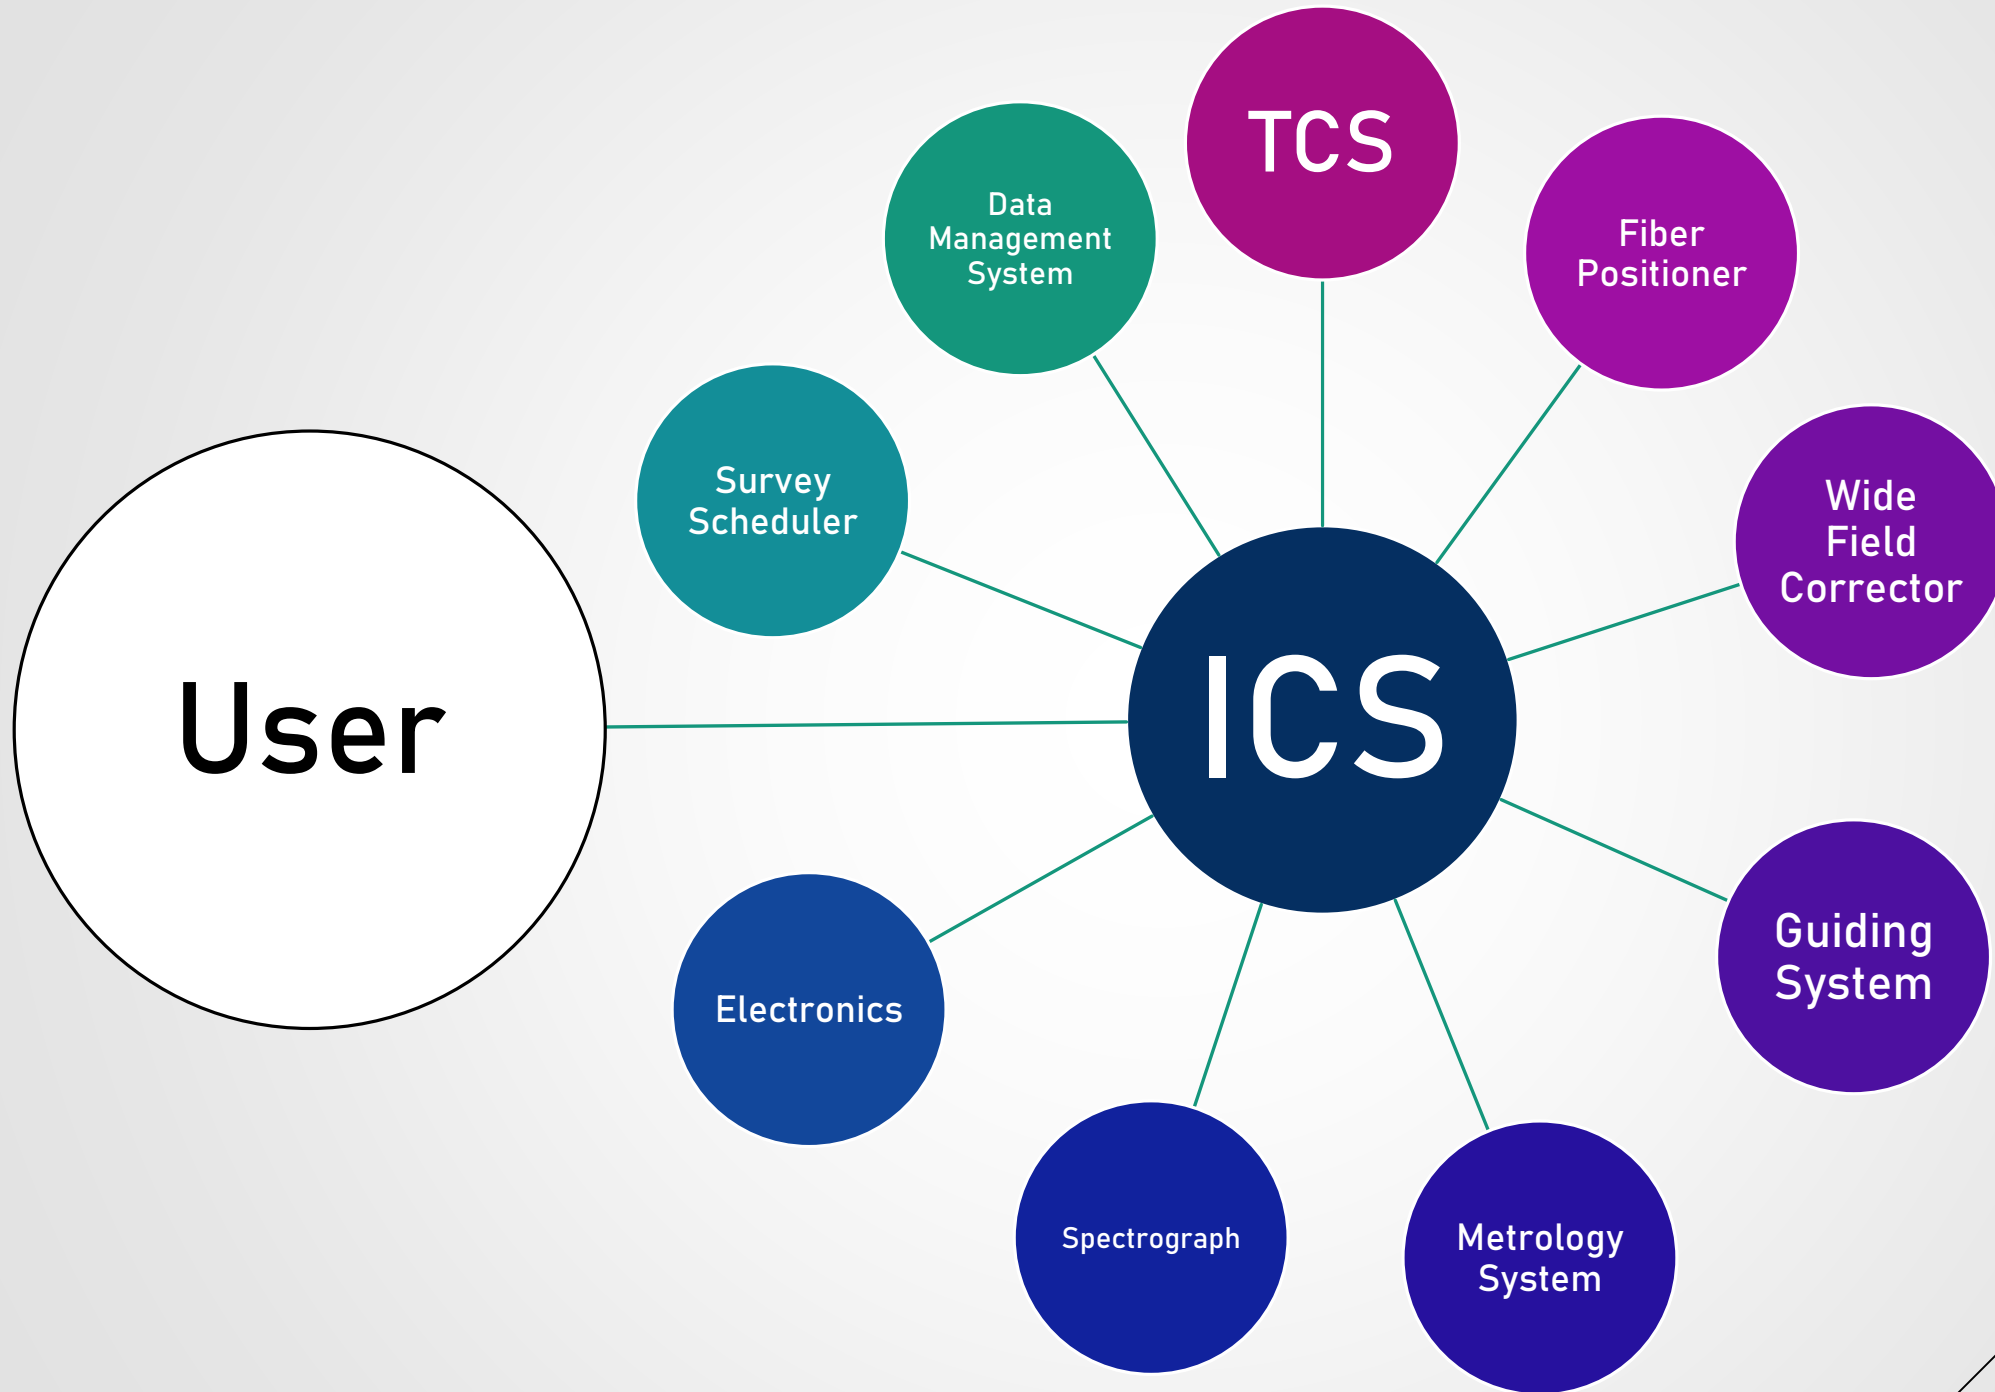 TCS
Data
Management
System
Fiber
Positioner
Survey
Scheduler
Wide
Field
Corrector
User
ICS
Guiding
System
Electronics
Spectrograph
Metrology
System